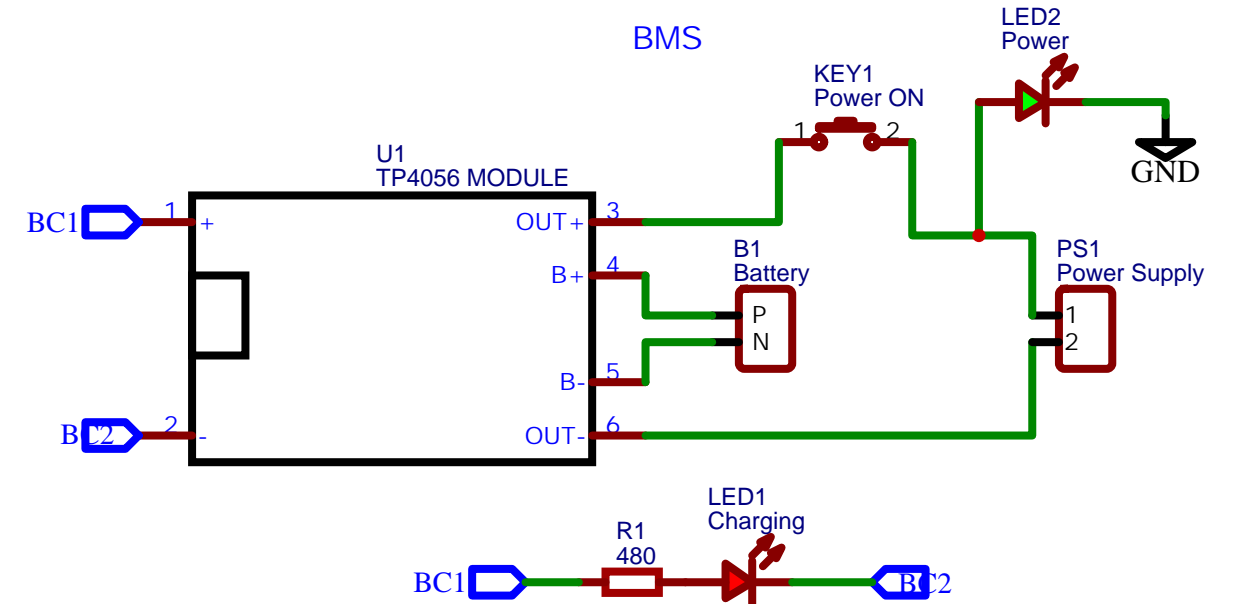 BMS
LED2
Power
KEY1
Power ON
1
2
GND
U1
TP4056 MODULE
BC1
1
+
OUT+
3
B+
4
B1
Battery
P
N
PS1
Power Supply
1
2
B-
5
BC2
2
-
OUT-
6
LED1
Charging
R1
480
BC1
BC2